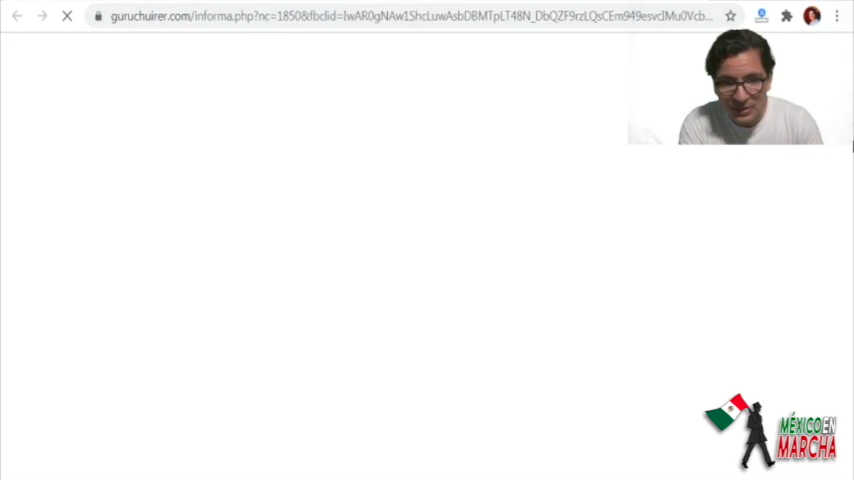 guruchuirer.com/informa.php?nc=1850&fbclid=IwAR0gNAw1ShcLuwAsbDBMTpLT48N_DbQZF9rzLQsCEm949esvcIMu0Vcb...
MÉXICO EN
MARCHA